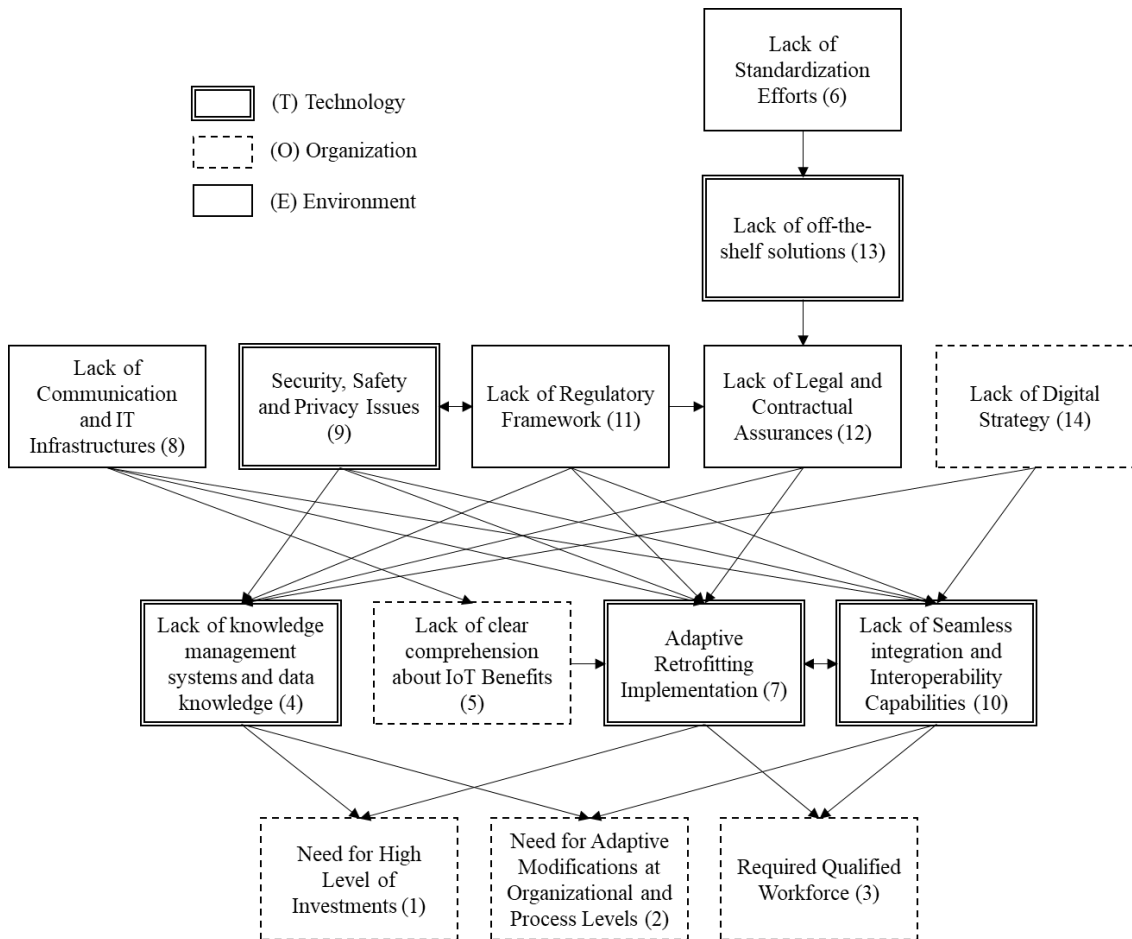 Lack of
Standardization
Efforts (6)
(T) Technology
(O) Organization
(E) Environment
Lack of off-the-
shelf solutions (13)
Lack of
Communication
and IT
Infrastructures (8)
Security, Safety
and Privacy Issues
(9)
Lack of Regulatory
Framework (11)
Lack of Legal and
Contractual
Assurances (12)
Lack of Digital
Strategy (14)
Lack of knowledge
management
systems and data
knowledge (4)
Lack of clear
comprehension
about IoT Benefits
(5)
Adaptive
Retrofitting
Implementation (7)
Lack of Seamless
integration and
Interoperability
Capabilities (10)
Need for High
Level of
Investments (1)
Need for Adaptive
Modifications at
Organizational and
Process Levels (2)
Required Qualified
Workforce (3)